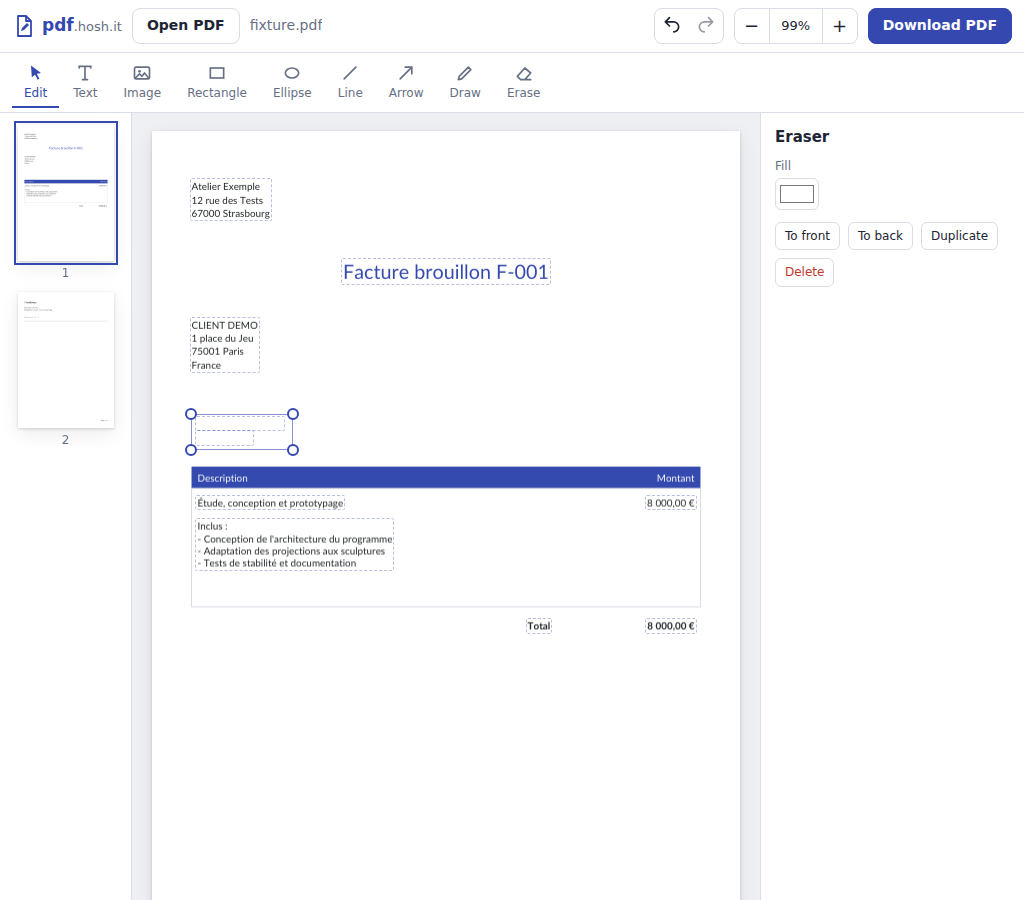 pdf.hosh.it
Open PDF
fixture.pdf
99%
Download PDF
Edit
Text
Image
Rectangle
Ellipse
Line
Arrow
Draw
Erase
1
2
Atelier Exemple
12 rue des Tests
67000 Strasbourg
Facture brouillon F-001
CLIENT DEMO
1 place du Jeu
75001 Paris
France
Description Montant
Étude, conception et prototypage 8 000,00 €
Inclus :
- Conception de l'architecture du programme
- Adaptation des projections aux sculptures
- Tests de stabilité et documentation
Total 8 000,00 €
Eraser
Fill
To front
To back
Duplicate
Delete